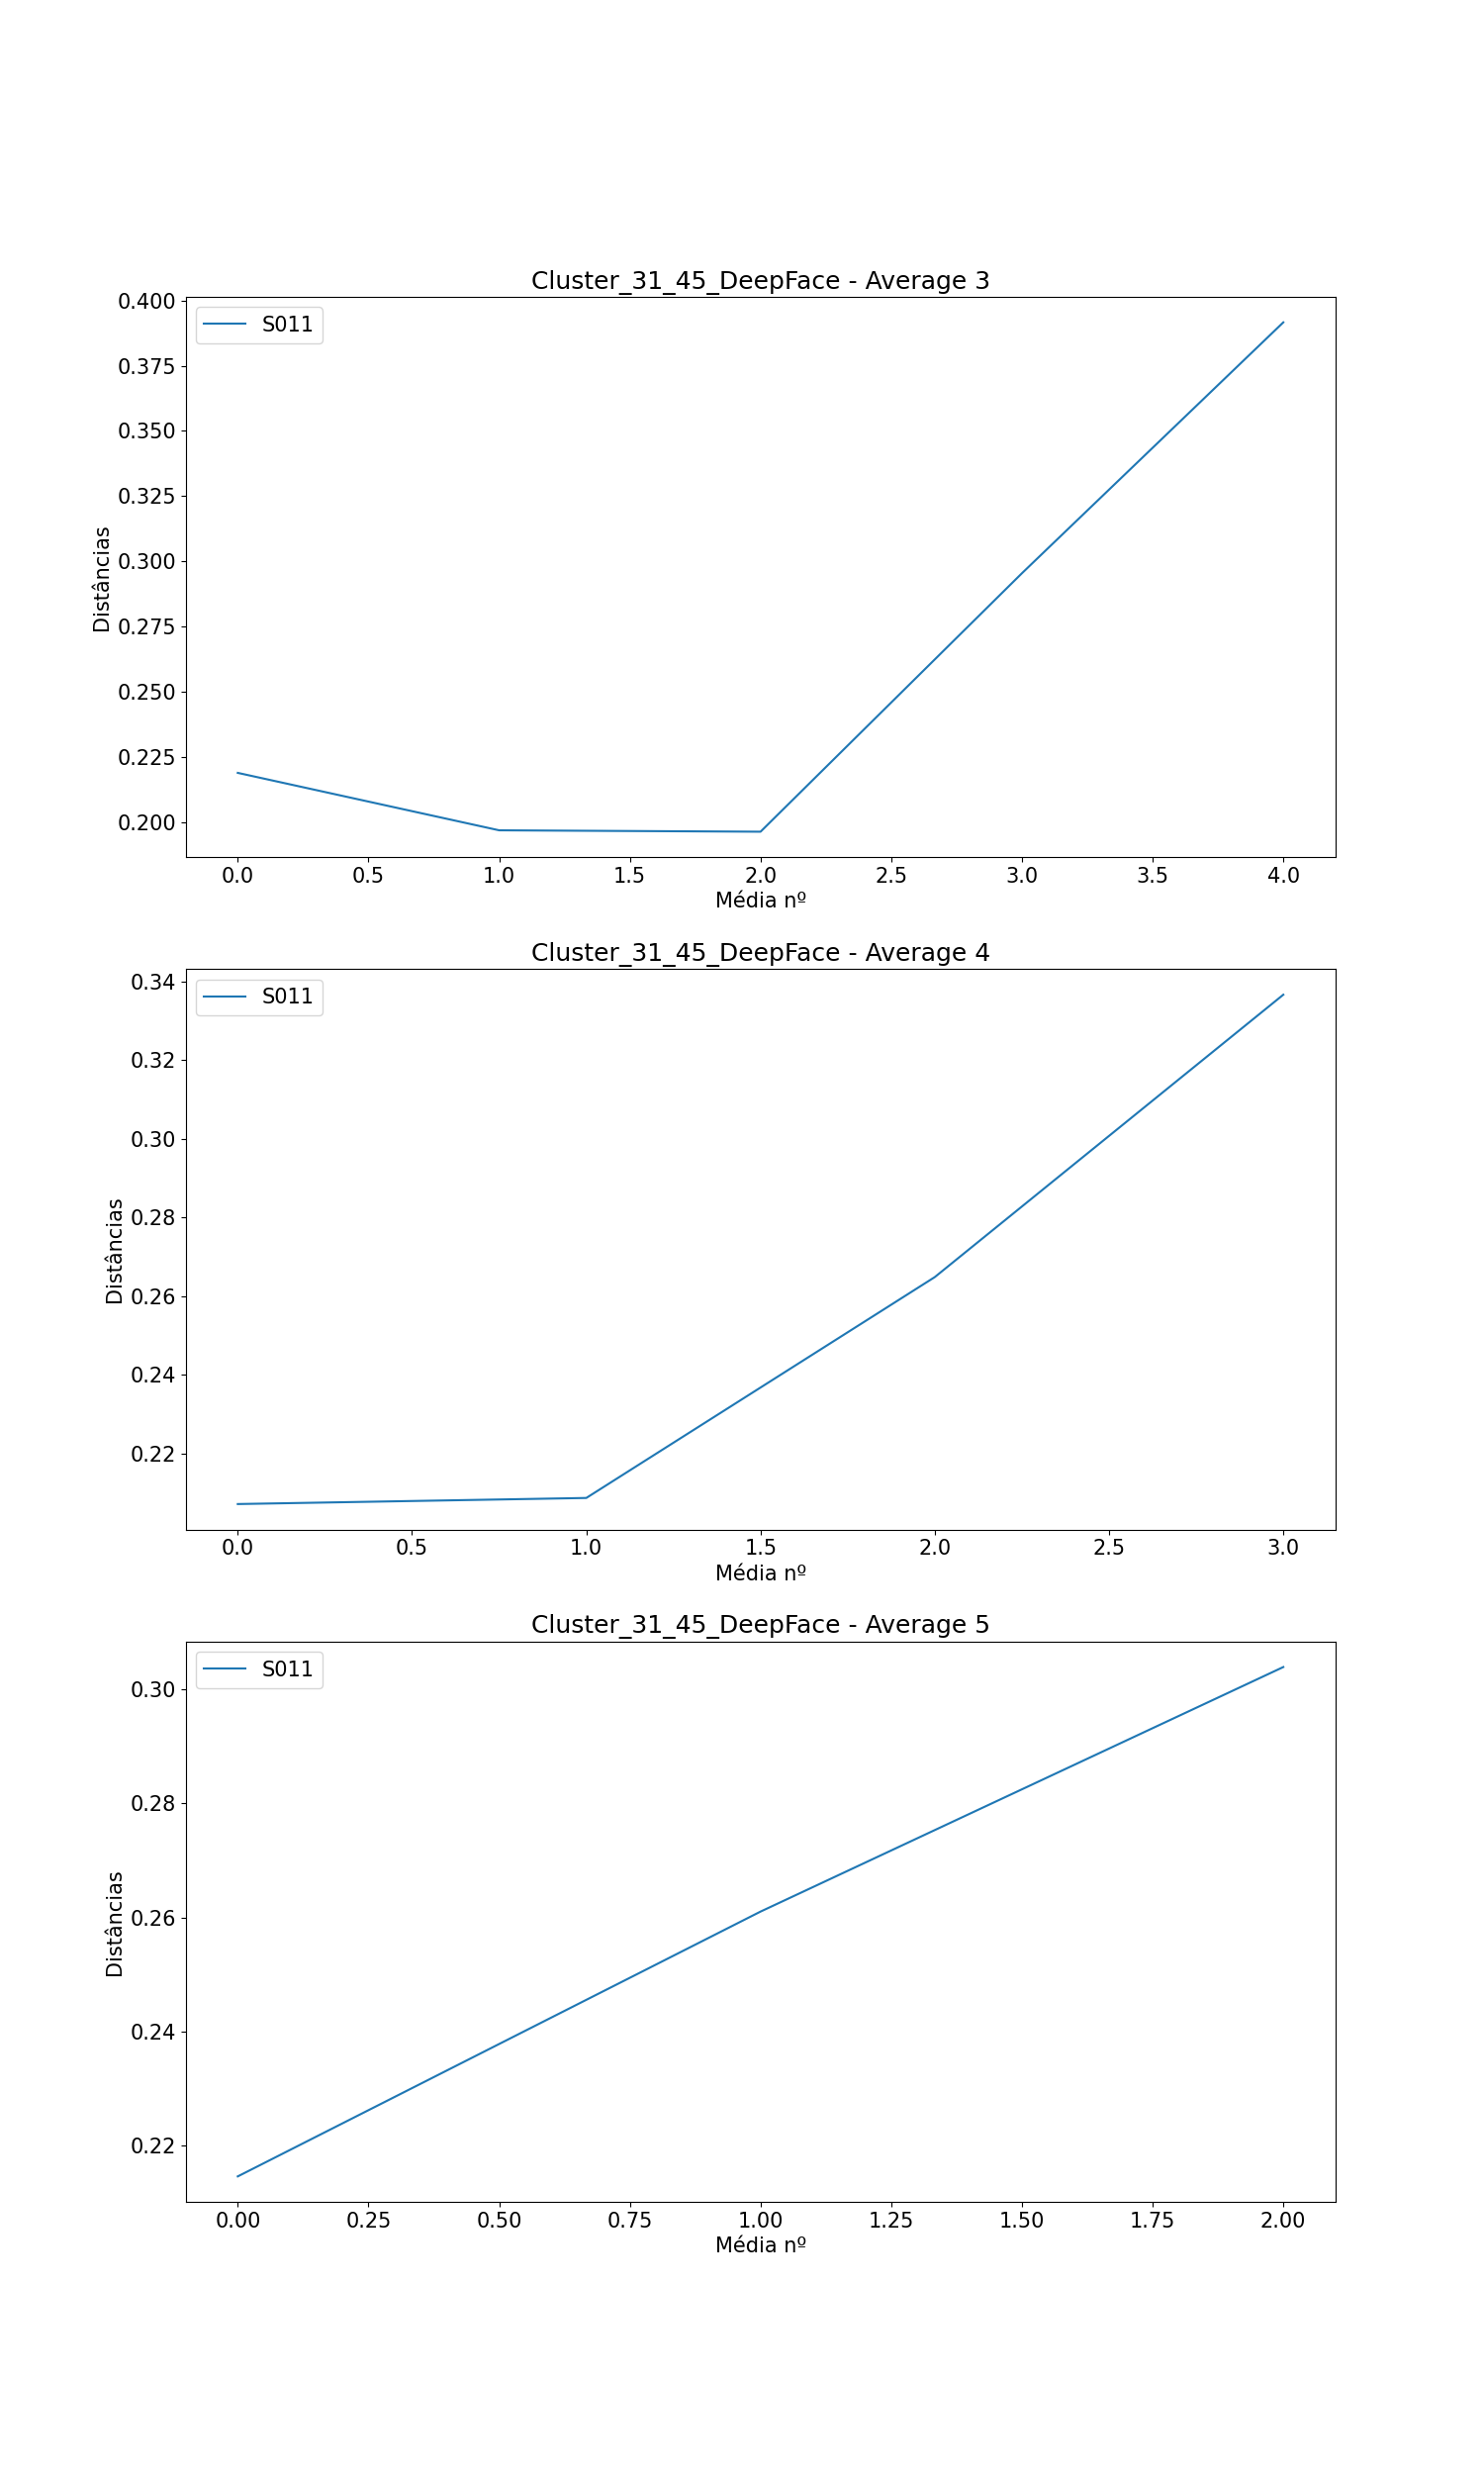 Cluster_31_45_DeepFace - Average 3
0.400
0.375
0.350
0.325
0.300
0.275
0.250
0.225
0.200
Distâncias
S011
0.0 0.5 1.0 1.5 2.0 2.5 3.0 3.5 4.0
Média nº
Cluster_31_45_DeepFace - Average 4
0.34
0.32
0.30
0.28
0.26
0.24
0.22
Distâncias
S011
0.0 0.5 1.0 1.5 2.0 2.5 3.0
Média nº
Cluster_31_45_DeepFace - Average 5
0.30
0.28
0.26
0.24
0.22
Distâncias
S011
0.00 0.25 0.50 0.75 1.00 1.25 1.50 1.75 2.00
Média nº